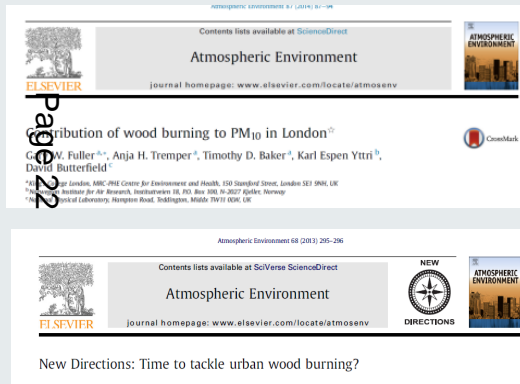 Atmospheric Environment 87 (2014) 87–94
Contents lists available at ScienceDirect
Atmospheric Environment
journal homepage: www.elsevier.com/locate/atmosenv
ELSEVIER
ATMOSPHERIC
ENVIRONMENT
Page 22
Contribution of wood burning to PM10 in London☆
W. Fuller a,*, Anja H. Tremper a, Timothy D. Baker a, Karl Espen Yttri b,
David Butterfield c
CrossMark
a College London, MRC-PHE Centre for Environment and Health, 150 Stamford Street, London SE1 9NH, UK
b Norwegian Institute for Air Research, Instituttveien 18, P.O. Box 100, N-2027 Kjeller, Norway
c Physical Laboratory, Hampton Road, Teddington, Middx TW11 0LW, UK
Atmospheric Environment 68 (2013) 295–296
Contents lists available at SciVerse ScienceDirect
Atmospheric Environment
journal homepage: www.elsevier.com/locate/atmosenv
ELSEVIER
NEW
DIRECTIONS
ATMOSPHERIC
ENVIRONMENT
New Directions: Time to tackle urban wood burning?